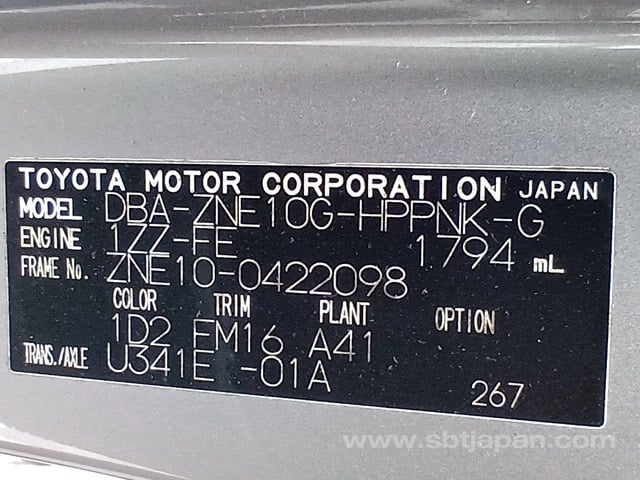 TOYOTA MOTOR CORPORATION JAPAN
MODEL DBA-ZNE10G-HPPNK-G
ENGINE 1ZZ-FE 1794 mL
FRAME No. ZNE10-0422098
COLOR TRIM PLANT OPTION
1D2 FM16 A41
TRANS./AXLE U341E -01A
267
www.sbtjapan.com